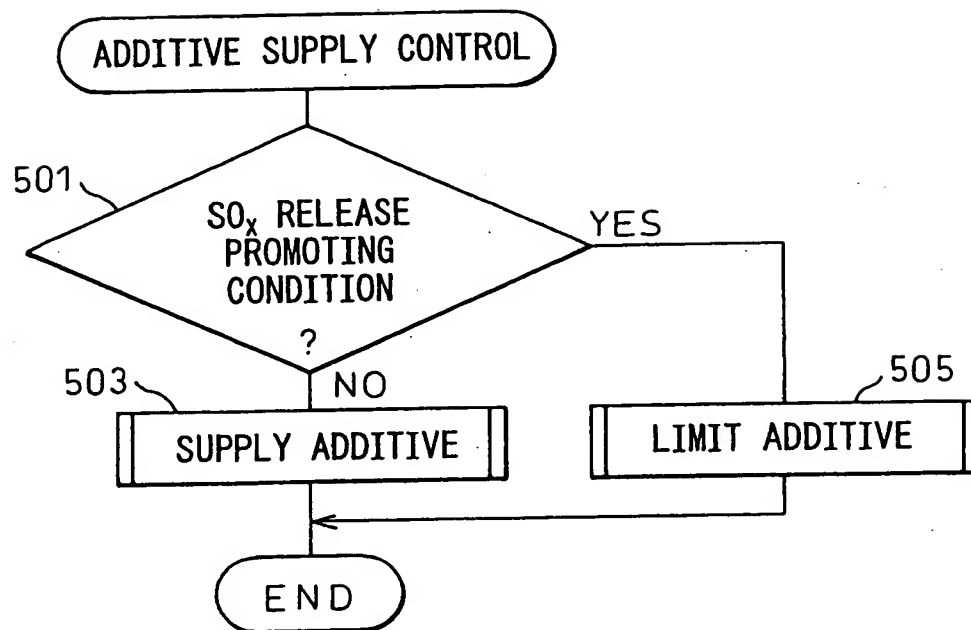 ADDITIVE SUPPLY CONTROL
501
SOX RELEASE
PROMOTING
CONDITION
?
YES
NO
503
SUPPLY ADDITIVE
505
LIMIT ADDITIVE
END